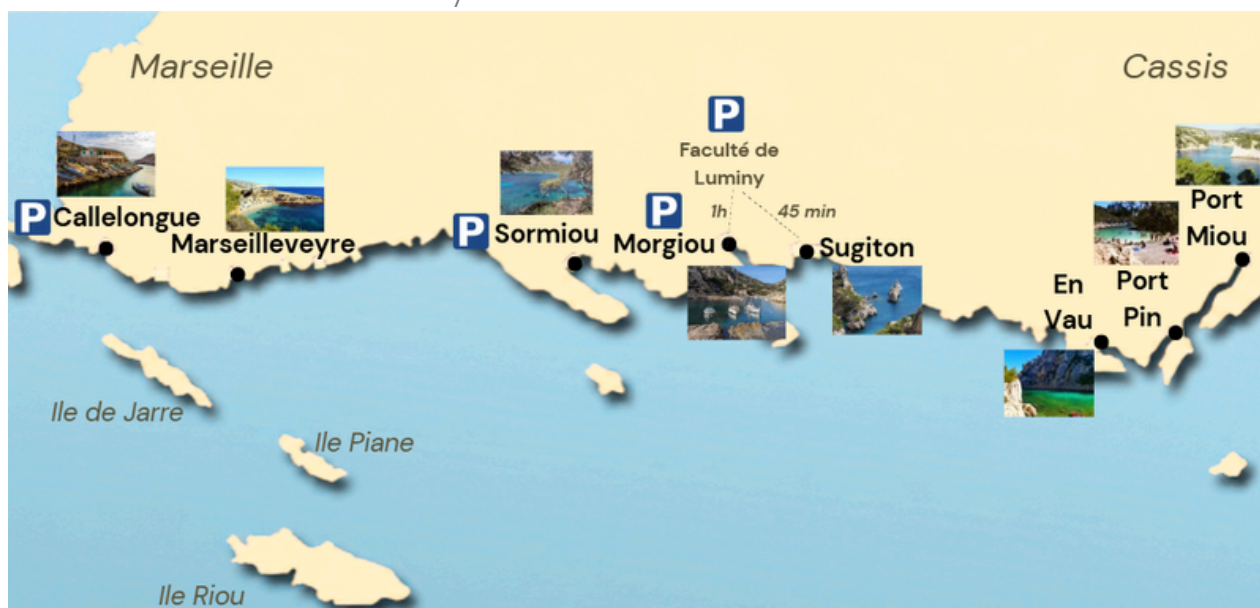 Marseille
Cassis
P
Faculté de
Luminy
1h
45 min
P Callelongue
Marseilleveyre
P Sormiou
P
Morgiou
Sugiton
En
Vau
Port
Pin
Port
Miou
Ile de Jarre
Ile Piane
Ile Riou